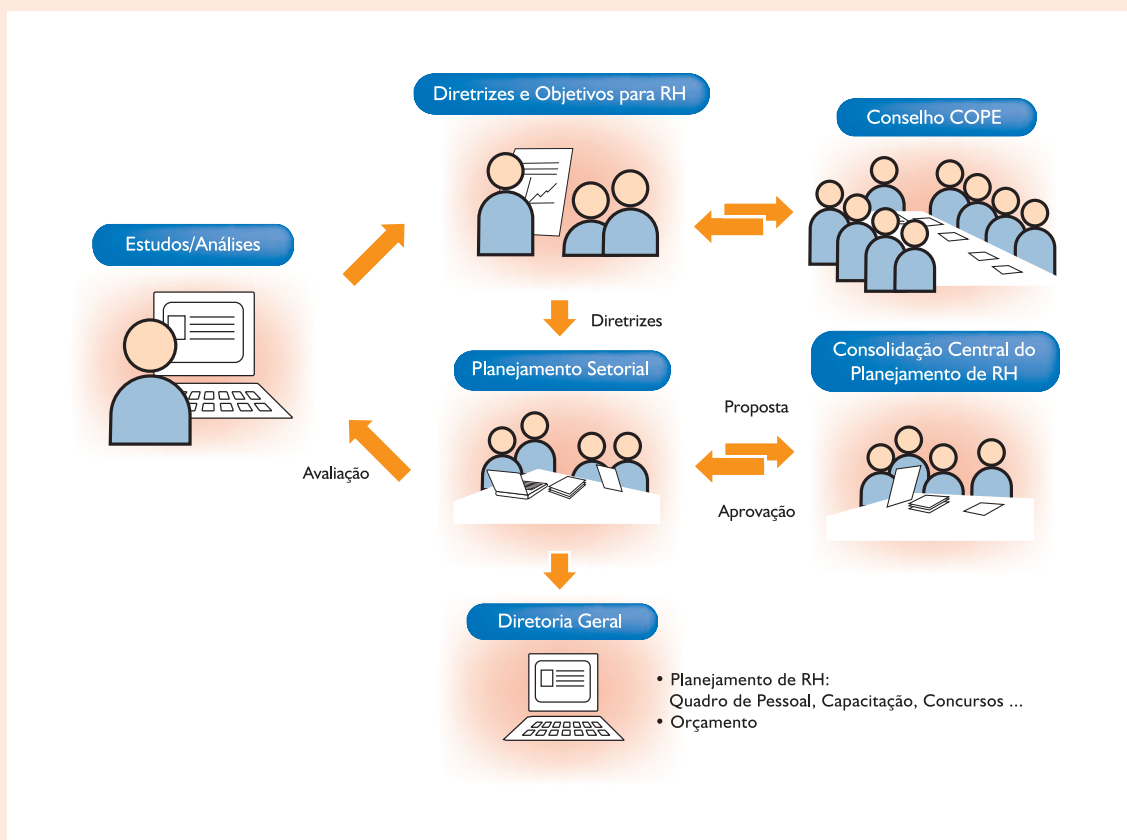 Diretrizes e Objetivos para RH
Conselho COPE
Estudos/Análises
Diretrizes
Planejamento Setorial
Consolidação Central do
Planejamento de RH
Proposta
Avaliação
Aprovação
Diretoria Geral
• Planejamento de RH:
Quadro de Pessoal, Capacitação, Concursos ...
• Orçamento